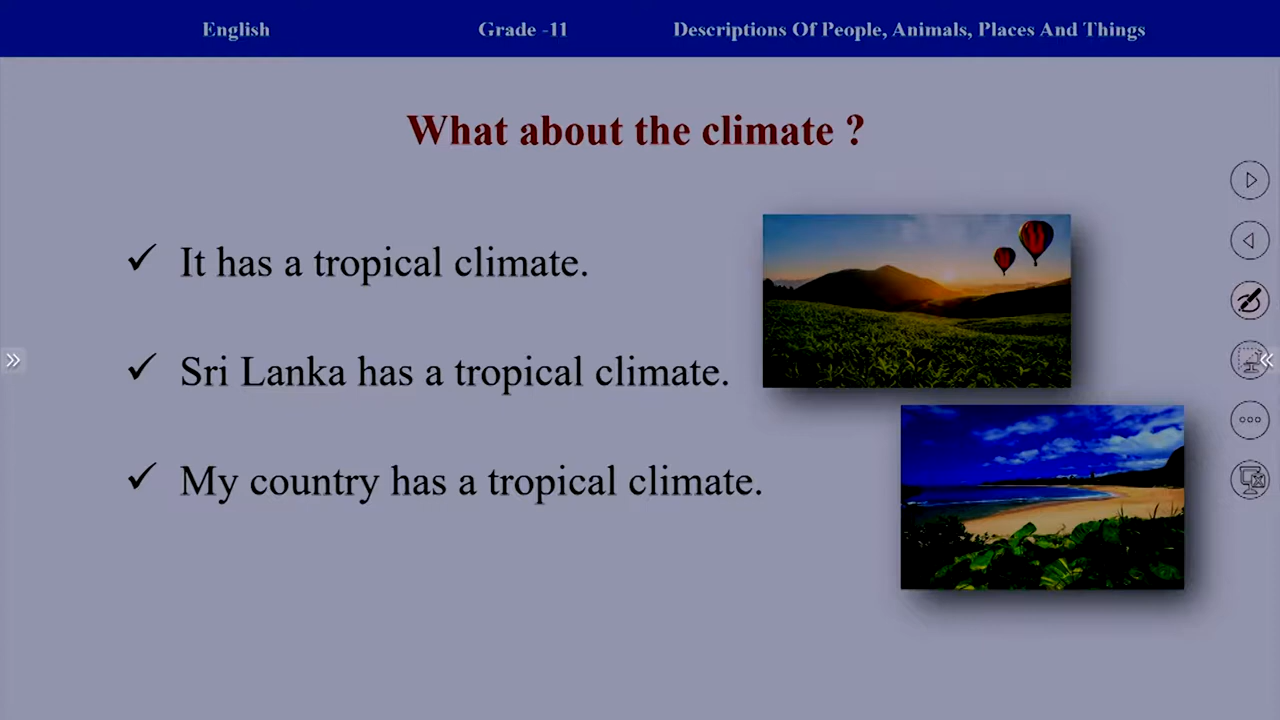 English Grade -11 Descriptions Of People, Animals, Places And Things
What about the climate ?
✓ It has a tropical climate.
✓ Sri Lanka has a tropical climate.
✓ My country has a tropical climate.